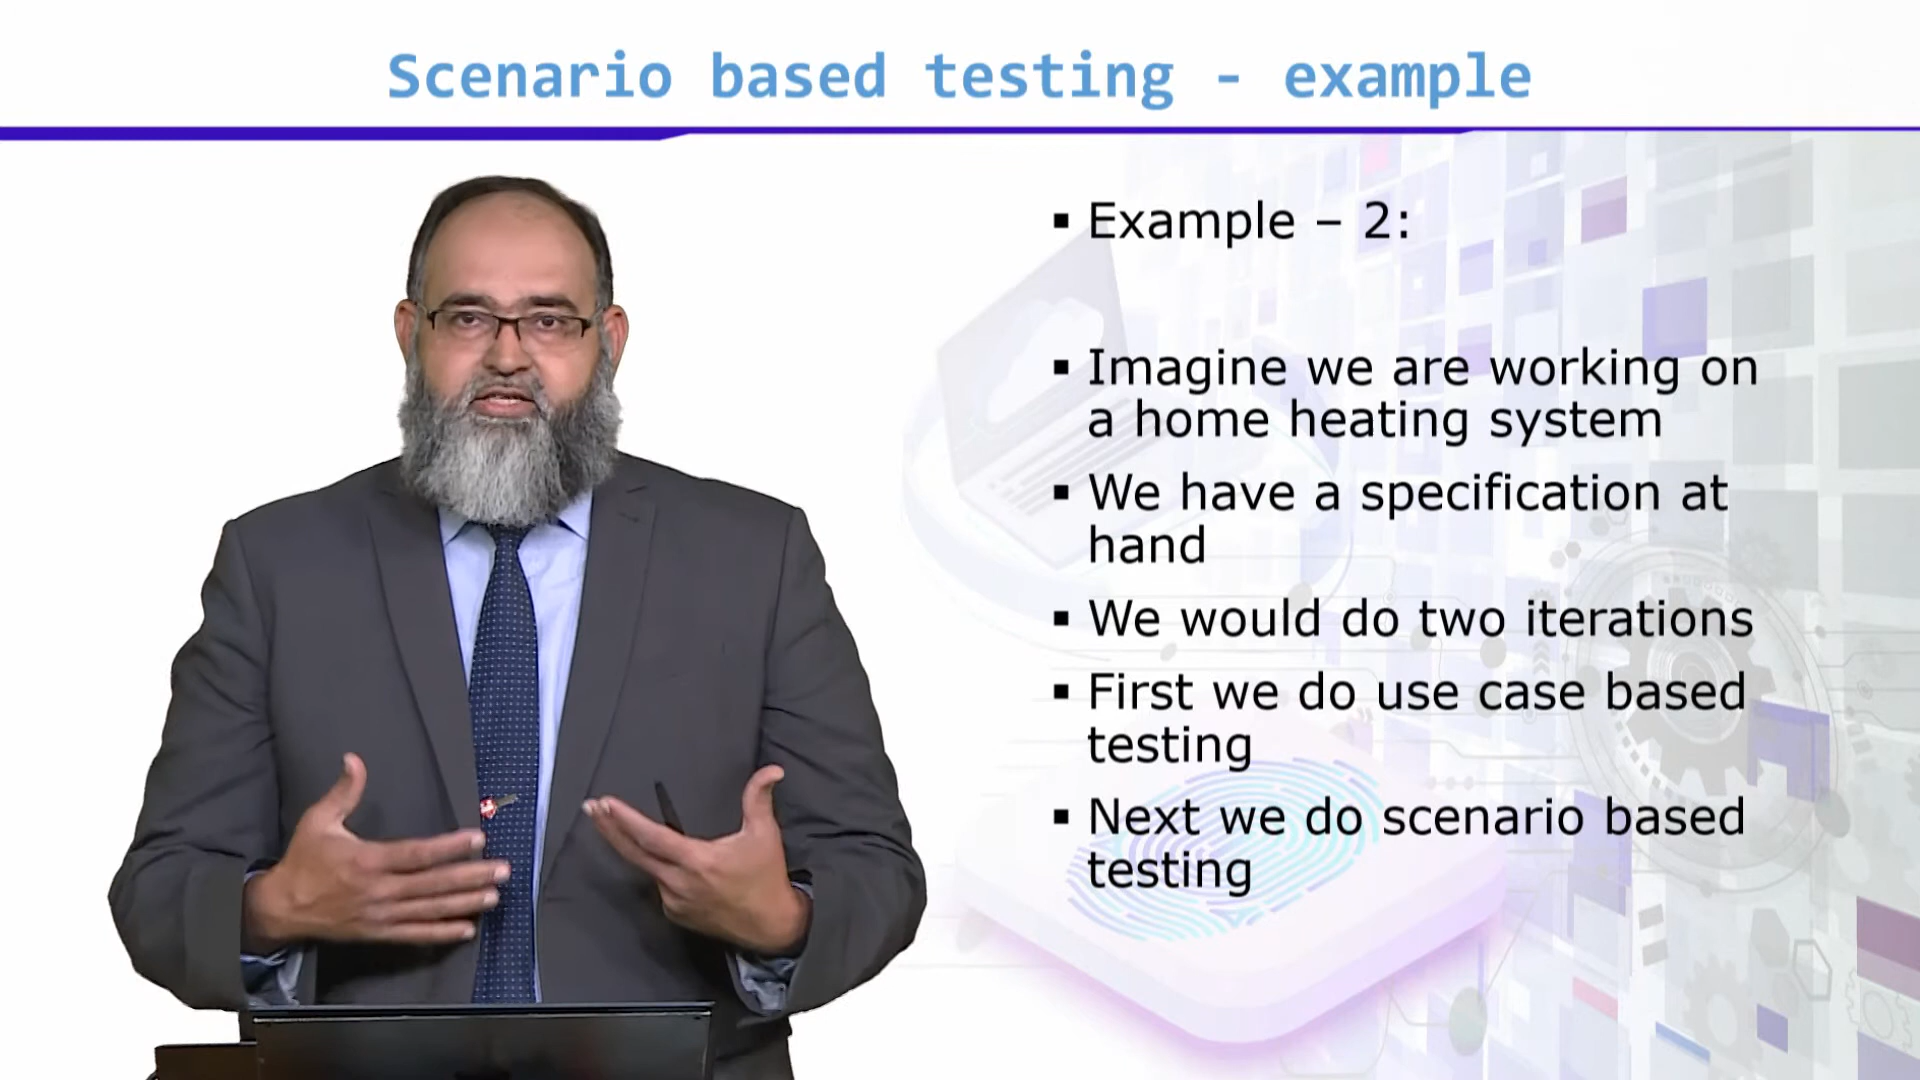 Scenario based testing - example
▪ Example – 2:
▪ Imagine we are working on
a home heating system
▪ We have a specification at
hand
▪ We would do two iterations
▪ First we do use case based
testing
▪ Next we do scenario based
testing